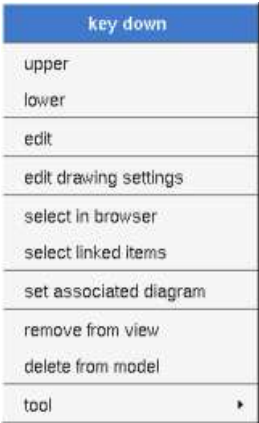 key down
upper
lower
edit
edit drawing settings
select in browser
select linked items
set associated diagram
remove from view
delete from model
tool